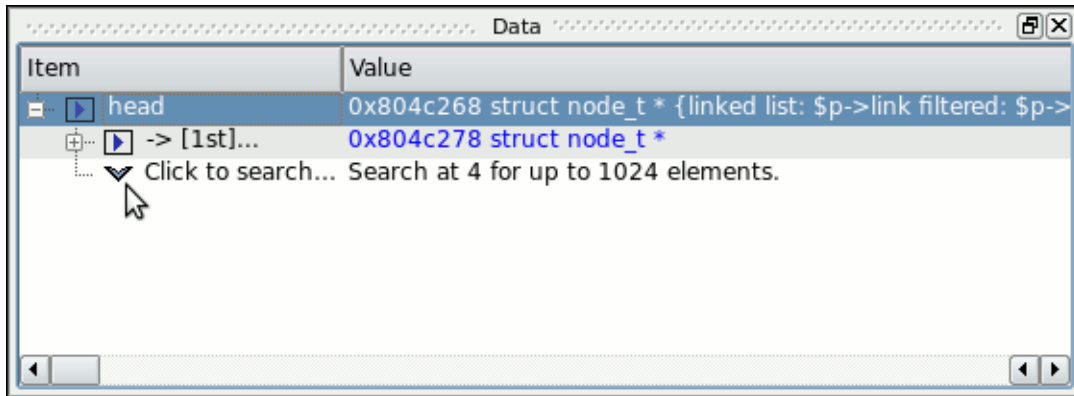 Data
Item Value
head 0x804c268 struct node_t * {linked list: $p->link filtered: $p->
-> [1st]... 0x804c278 struct node_t *
Click to search... Search at 4 for up to 1024 elements.